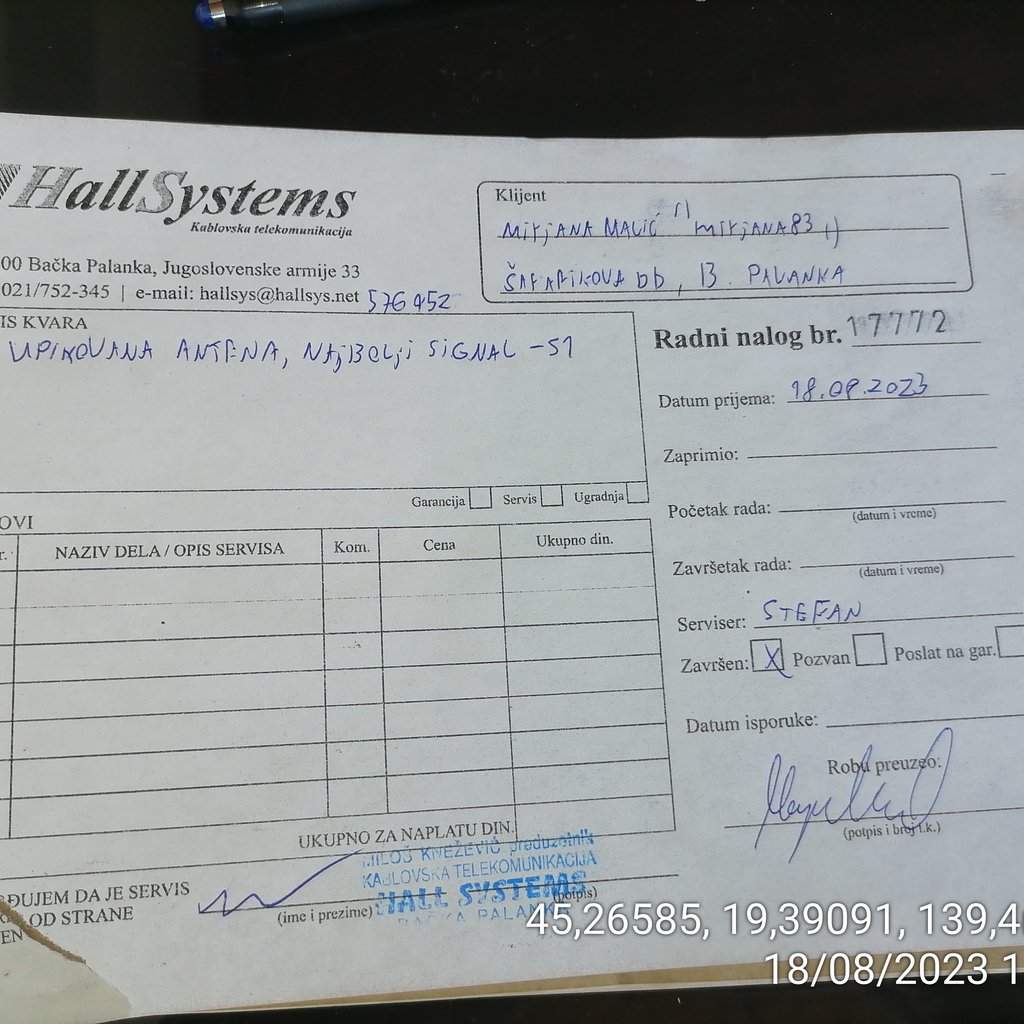 HallSystems
Kablovska telekomunikacija
00 Bačka Palanka, Jugoslovenske armije 33
021/752-345 | e-mail: hallsys@hallsys.net 576452
Klijent
MIRJANA MALIĆ " MIRJANA83 "
ŠAFARIKOVA bb, B. PALANKA
IS KVARA
UPIKOVANA ANTENA, NAJBOLJI SIGNAL -51
Garancija Servis Ugradnja
Radni nalog br. 17772
Datum prijema: 18.08.2023
Zaprimio:
Početak rada:
(datum i vreme)
Završetak rada:
(datum i vreme)
Serviser: STEFAN
Završen: X Pozvan Poslat na gar.
Datum isporuke:
Robu preuzeo:
(potpis i broj l.k.)
OVI
r. NAZIV DELA / OPIS SERVISA Kom. Cena Ukupno din.
UKUPNO ZA NAPLATU DIN.
MILOŠ KNEŽEVIĆ preduzetnik
KABLOVSKA TELEKOMUNIKACIJA
HALL SYSTEMS
BAČKA PALANKA
ĐUJEM DA JE SERVIS
OD STRANE
EN
(ime i prezime) (potpis)
45,26585, 19,39091, 139,4
18/08/2023 1